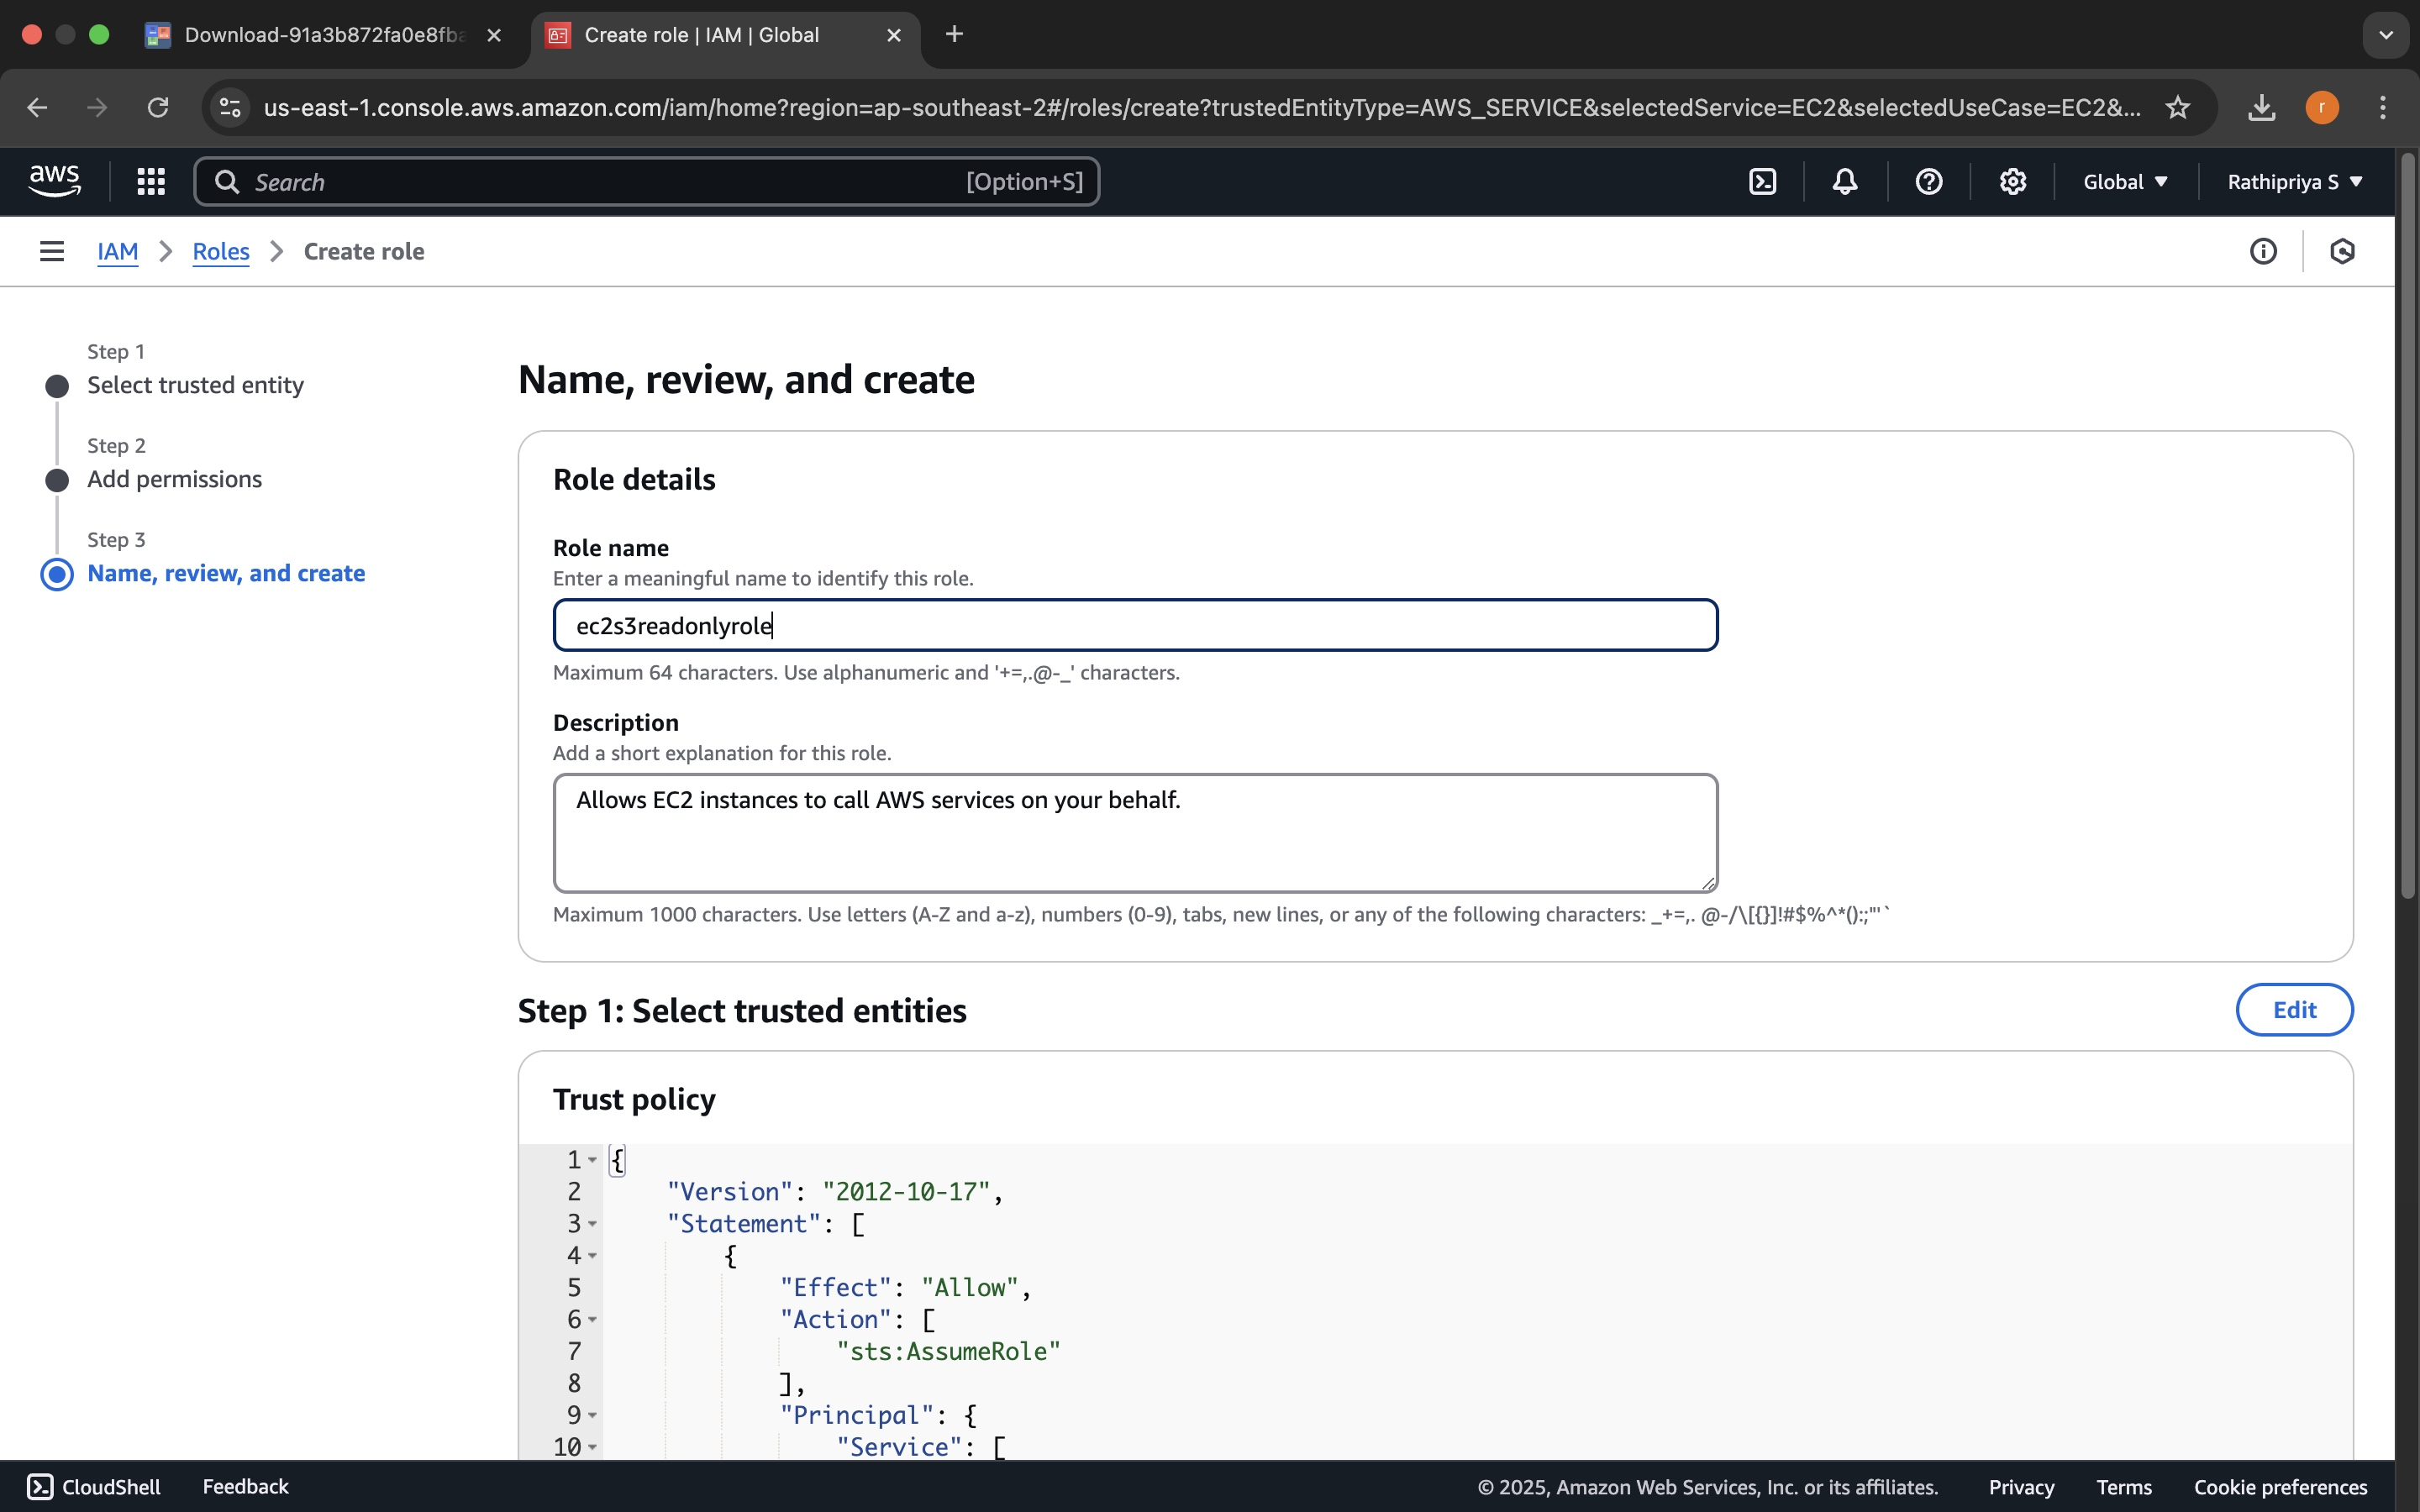 Download-91a3b872fa0e8fba
Create role | IAM | Global
us-east-1.console.aws.amazon.com/iam/home?region=ap-southeast-2#/roles/create?trustedEntityType=AWS_SERVICE&selectedService=EC2&selectedUseCase=EC2&...
r
aws
Search
[Option+S]
Global
Rathipriya S
IAM
Roles
Create role
Step 1
Select trusted entity
Step 2
Add permissions
Step 3
Name, review, and create
Name, review, and create
Role details
Role name
Enter a meaningful name to identify this role.
ec2s3readonlyrole
Maximum 64 characters. Use alphanumeric and '+=,.@-_' characters.
Description
Add a short explanation for this role.
Allows EC2 instances to call AWS services on your behalf.
Maximum 1000 characters. Use letters (A-Z and a-z), numbers (0-9), tabs, new lines, or any of the following characters: _+=,. @-/\[{}]!#$%^*();:"'`
Step 1: Select trusted entities
Edit
Trust policy
1 {
2 "Version": "2012-10-17",
3 "Statement": [
4 {
5 "Effect": "Allow",
6 "Action": [
7 "sts:AssumeRole"
8 ],
9 "Principal": {
10 "Service": [
CloudShell
Feedback
© 2025, Amazon Web Services, Inc. or its affiliates.
Privacy
Terms
Cookie preferences